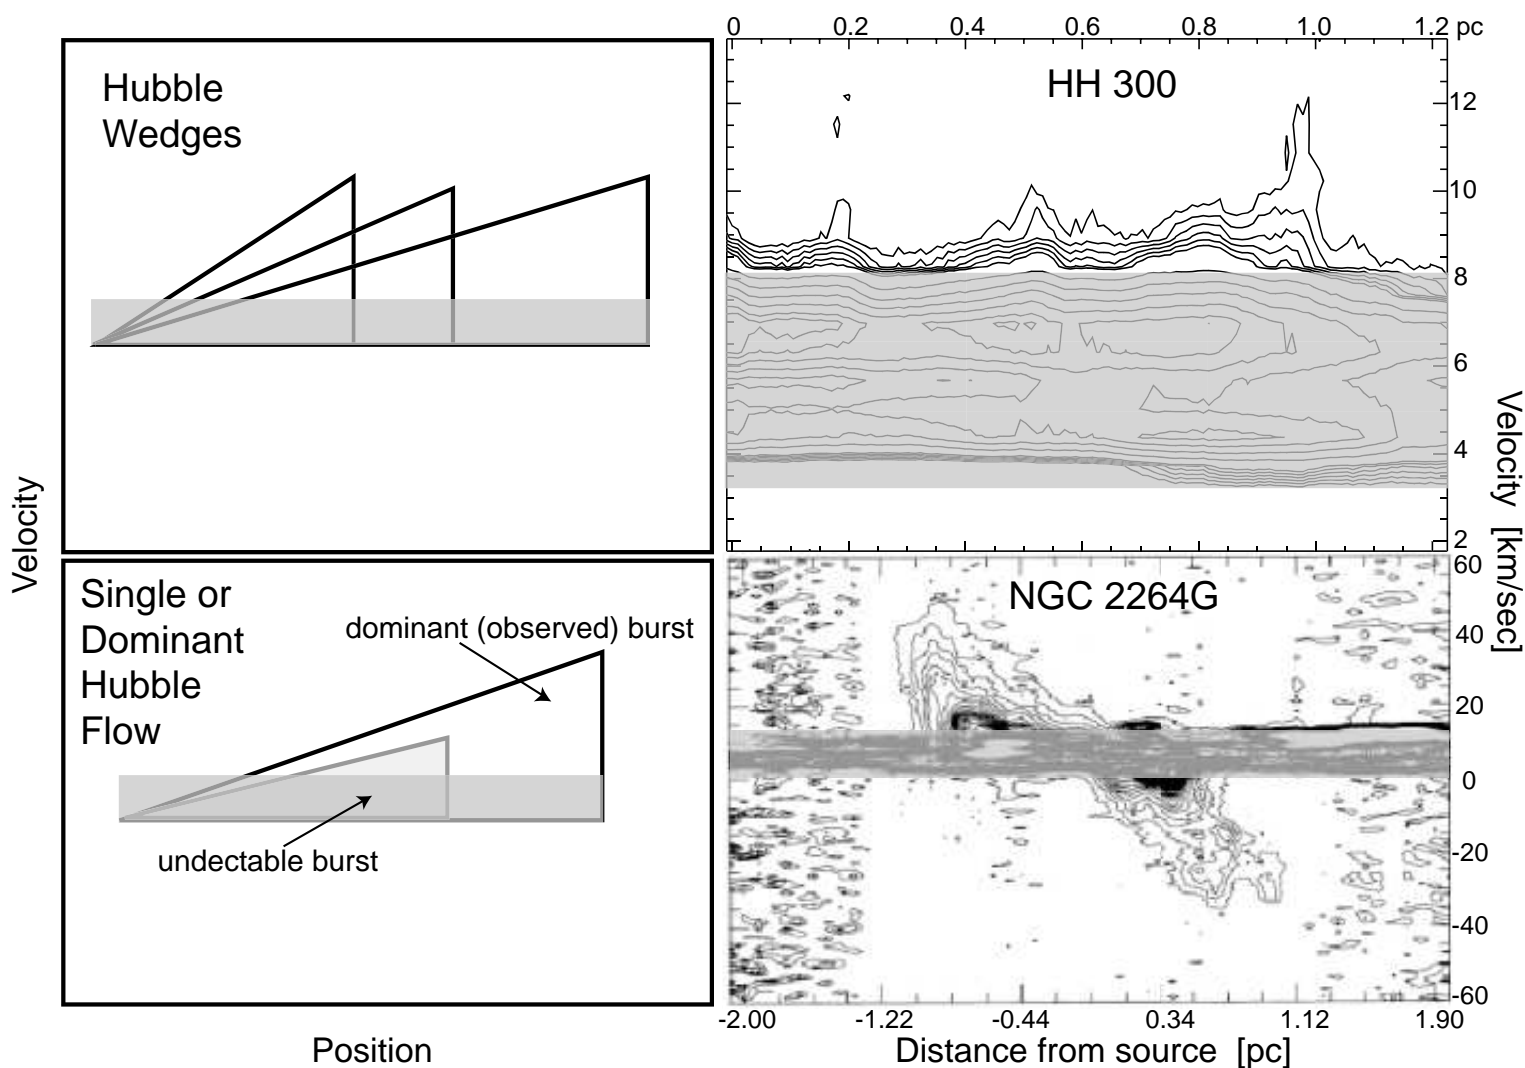 0 0.2 0.4 0.6 0.8 1.0 1.2 pc
Hubble
Wedges
HH 300
12
10
8
6
4
2
Velocity
Velocity [km/sec]
Single or
Dominant
Hubble
Flow
dominant (observed) burst
undectable burst
NGC 2264G
60
40
20
0
-20
-40
-60
-2.00 -1.22 -0.44 0.34 1.12 1.90
Position
Distance from source [pc]